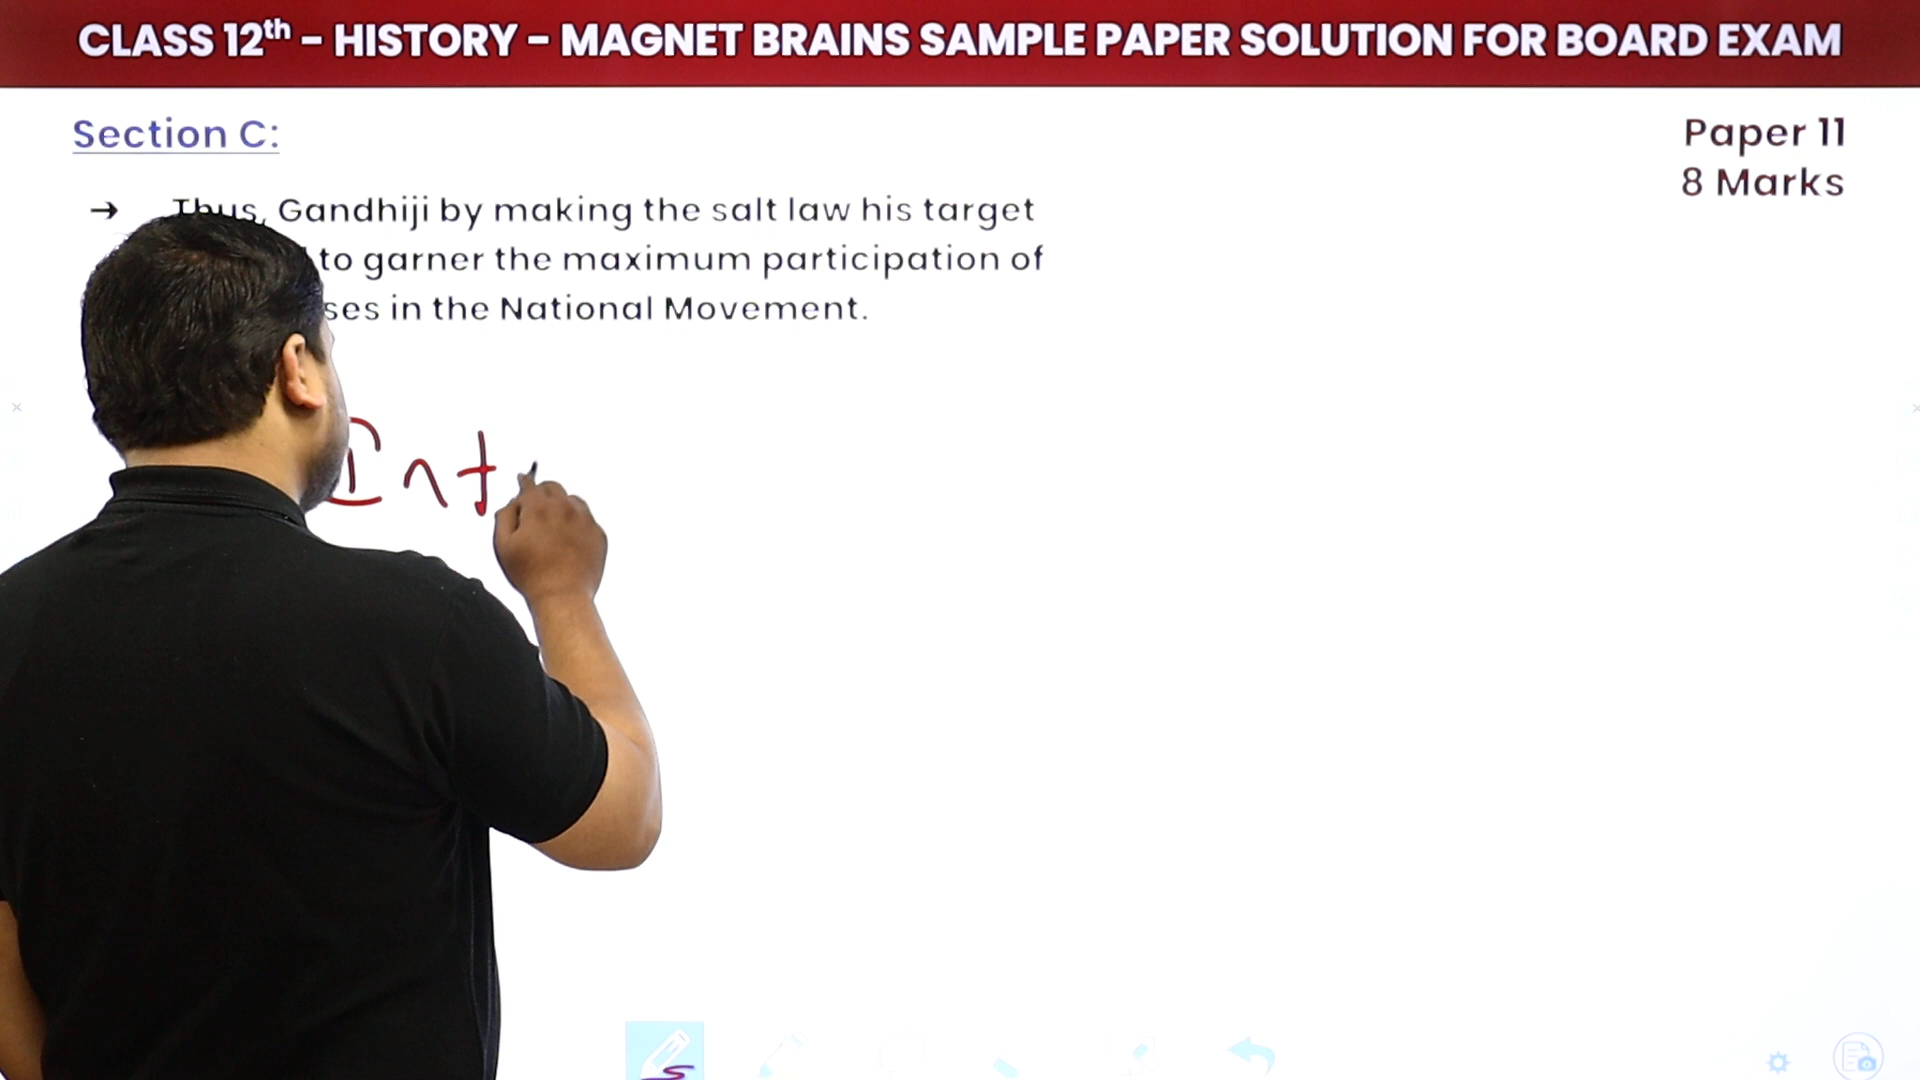 CLASS 12th - HISTORY - MAGNET BRAINS SAMPLE PAPER SOLUTION FOR BOARD EXAM
Section C:
Paper 11
8 Marks
→ Thus, Gandhiji by making the salt law his target
to garner the maximum participation of
ses in the National Movement.
Int